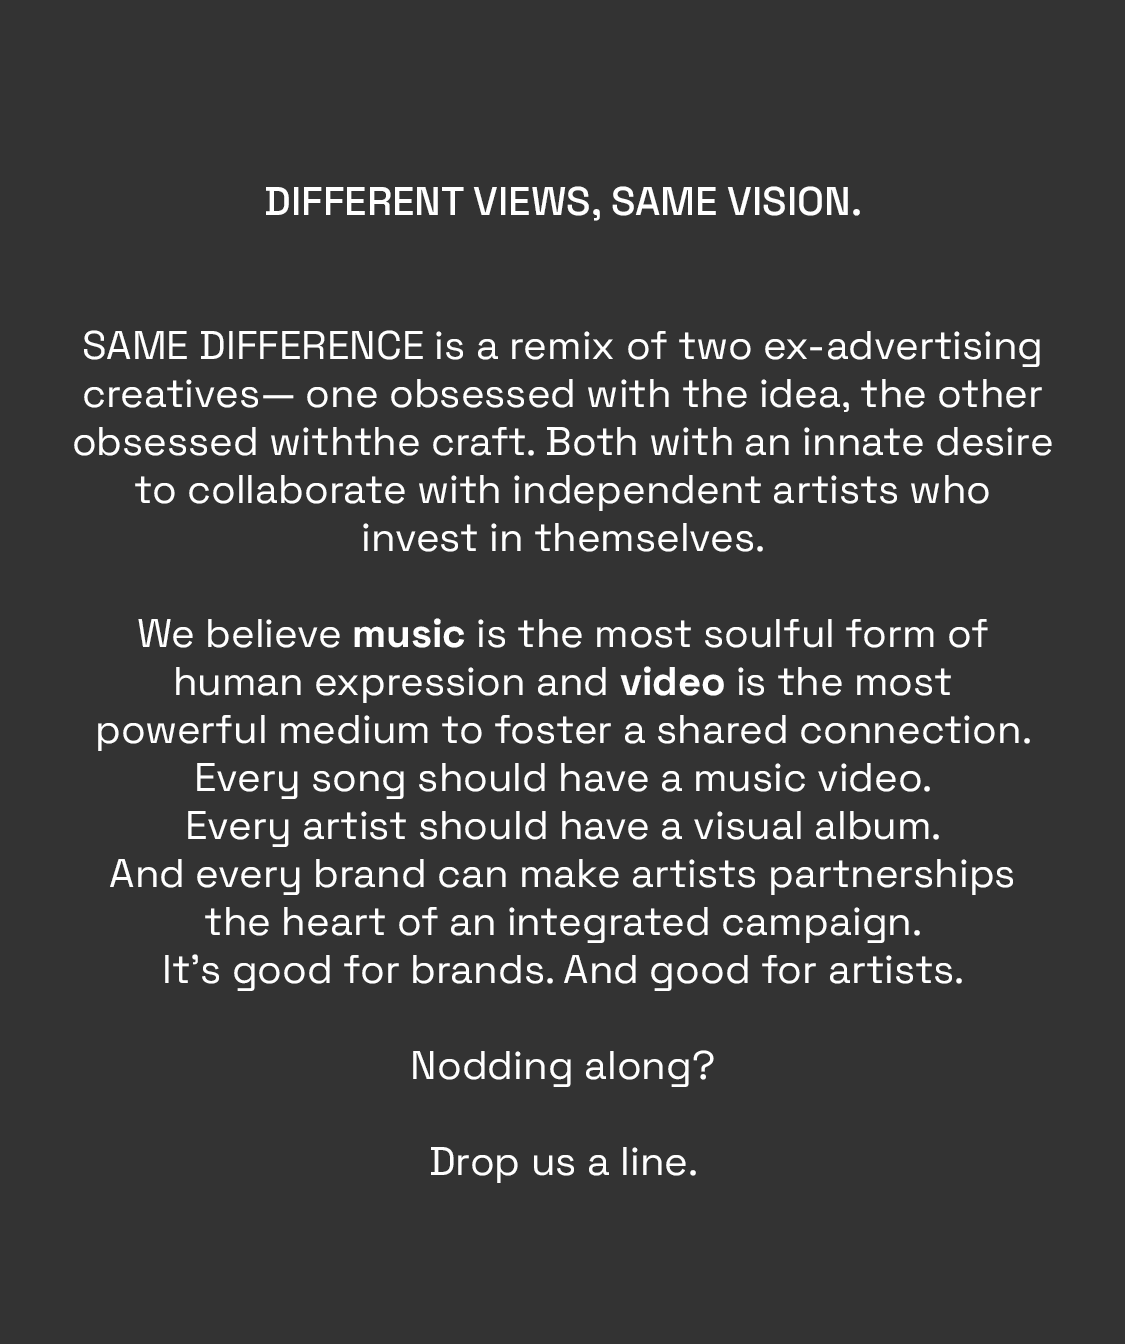 DIFFERENT VIEWS, SAME VISION.
SAME DIFFERENCE is a remix of two ex-advertising
creatives— one obsessed with the idea, the other
obsessed withthe craft. Both with an innate desire
to collaborate with independent artists who
invest in themselves.
We believe music is the most soulful form of
human expression and video is the most
powerful medium to foster a shared connection.
Every song should have a music video.
Every artist should have a visual album.
And every brand can make artists partnerships
the heart of an integrated campaign.
It’s good for brands. And good for artists.
Nodding along?
Drop us a line.